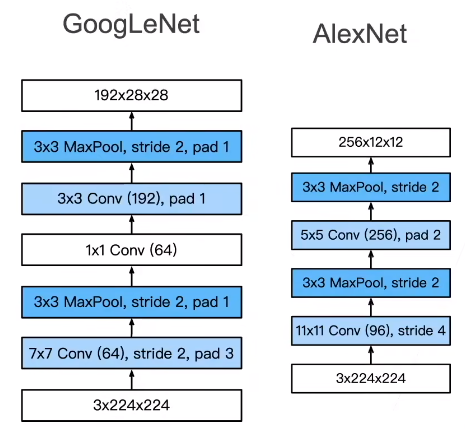 GoogLeNet
192x28x28
3x3 MaxPool, stride 2, pad 1
3x3 Conv (192), pad 1
1x1 Conv (64)
3x3 MaxPool, stride 2, pad 1
7x7 Conv (64), stride 2, pad 3
3x224x224
AlexNet
256x12x12
3x3 MaxPool, stride 2
5x5 Conv (256), pad 2
3x3 MaxPool, stride 2
11x11 Conv (96), stride 4
3x224x224